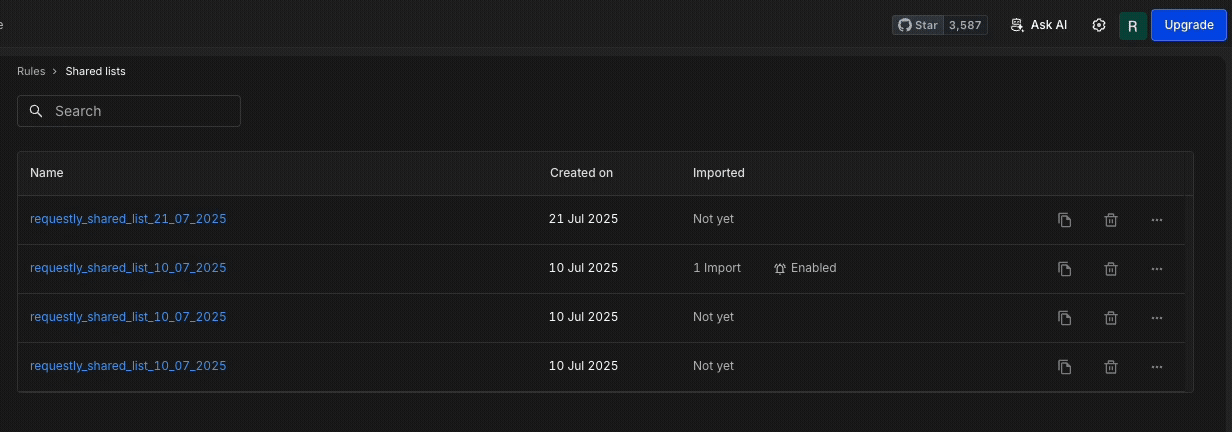 e
Star 3,587 Ask AI R Upgrade
Rules > Shared lists
Search
Name Created on Imported
requestly_shared_list_21_07_2025 21 Jul 2025 Not yet
requestly_shared_list_10_07_2025 10 Jul 2025 1 Import Enabled
requestly_shared_list_10_07_2025 10 Jul 2025 Not yet
requestly_shared_list_10_07_2025 10 Jul 2025 Not yet